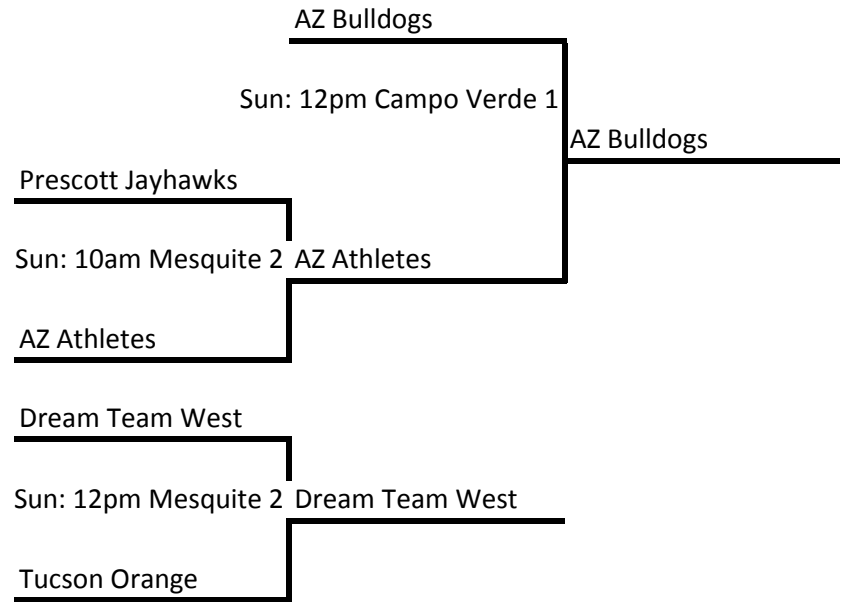 AZ Bulldogs
Sun: 12pm Campo Verde 1
AZ Bulldogs
Prescott Jayhawks
Sun: 10am Mesquite 2 AZ Athletes
AZ Athletes
Dream Team West
Sun: 12pm Mesquite 2 Dream Team West
Tucson Orange